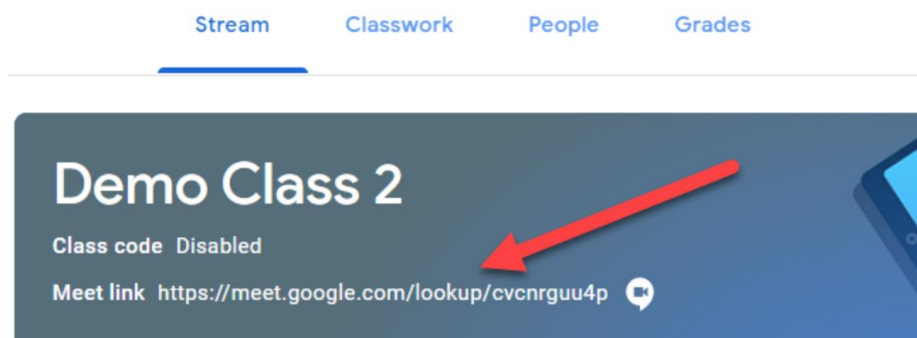 Stream Classwork People Grades
Demo Class 2
Class code Disabled
Meet link https://meet.google.com/lookup/cvcnrguu4p